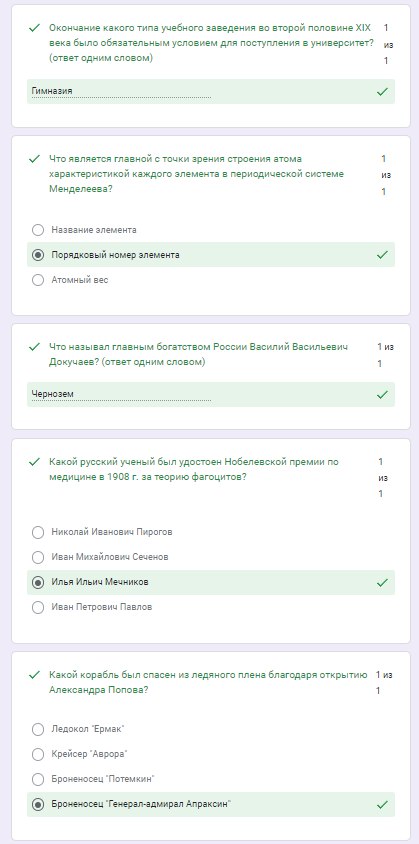 Окончание какого типа учебного заведения во второй половине XIX 1
века было обязательным условием для поступления в университет? из
(ответ одним словом) 1
Гимназия
Что является главной с точки зрения строения атома 1
характеристикой каждого элемента в периодической системе из
Менделеева? 1
Название элемента
Порядковый номер элемента
Атомный вес
Что называл главным богатством России Василий Васильевич 1 из
Докучаев? (ответ одним словом) 1
Чернозем
Какой русский ученый был удостоен Нобелевской премии по 1
медицине в 1908 г. за теорию фагоцитов? из
1
Николай Иванович Пирогов
Иван Михайлович Сеченов
Илья Ильич Мечников
Иван Петрович Павлов
Какой корабль был спасен из ледяного плена благодаря открытию 1 из
Александра Попова? 1
Ледокол "Ермак"
Крейсер "Аврора"
Броненосец "Потемкин"
Броненосец "Генерал-адмирал Апраксин"